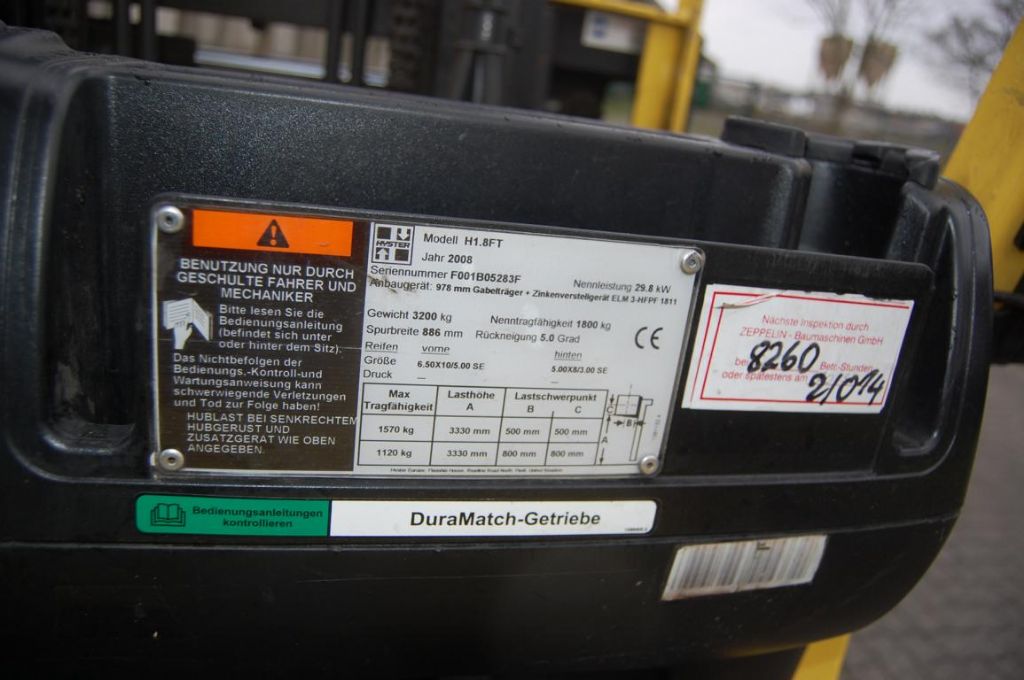 BENUTZUNG NUR DURCH
GESCHULTE FAHRER UND
MECHANIKER
Bitte lesen Sie die
Bedienungsanleitung
(befindet sich unter
oder hinter dem Sitz).
Das Nichtbefolgen der
Bedienungs.-Kontroll-und
Wartungsanweisung kann
schwerwiegende Verletzungen
und Tod zur Folge haben!
HUBLAST BEI SENKRECHTEM
HUBGERUST UND
ZUSATZGERAT WIE OBEN
ANGEGEBEN.
HYSTER
Modell H1.8FT
Jahr 2008
Seriennummer F001B05283F
Nennleistung 29.8 kW
Anbaugerät: 978 mm Gabelträger + Zinkenverstellgerät ELM 3-HFPF 1811
Gewicht 3200 kg Nenntragfähigkeit 1800 kg
Spurbreite 886 mm Rückneigung 5.0 Grad
CE
Reifen vorne hinten
Größe 6.50X10/5.00 SE 5.00X8/3.00 SE
Druck — —
Max Tragfähigkeit Lasthöhe A Lastschwerpunkt B C
1570 kg 3330 mm 500 mm 500 mm
1120 kg 3330 mm 800 mm 800 mm
C
B
A
Nächste Inspektion durch
ZEPPELIN - Baumaschinen GmbH
bei 8260 Betr.-Stunden
oder spätestens am 2/014
Bedienungsanleitungen
kontrollieren
DuraMatch-Getriebe